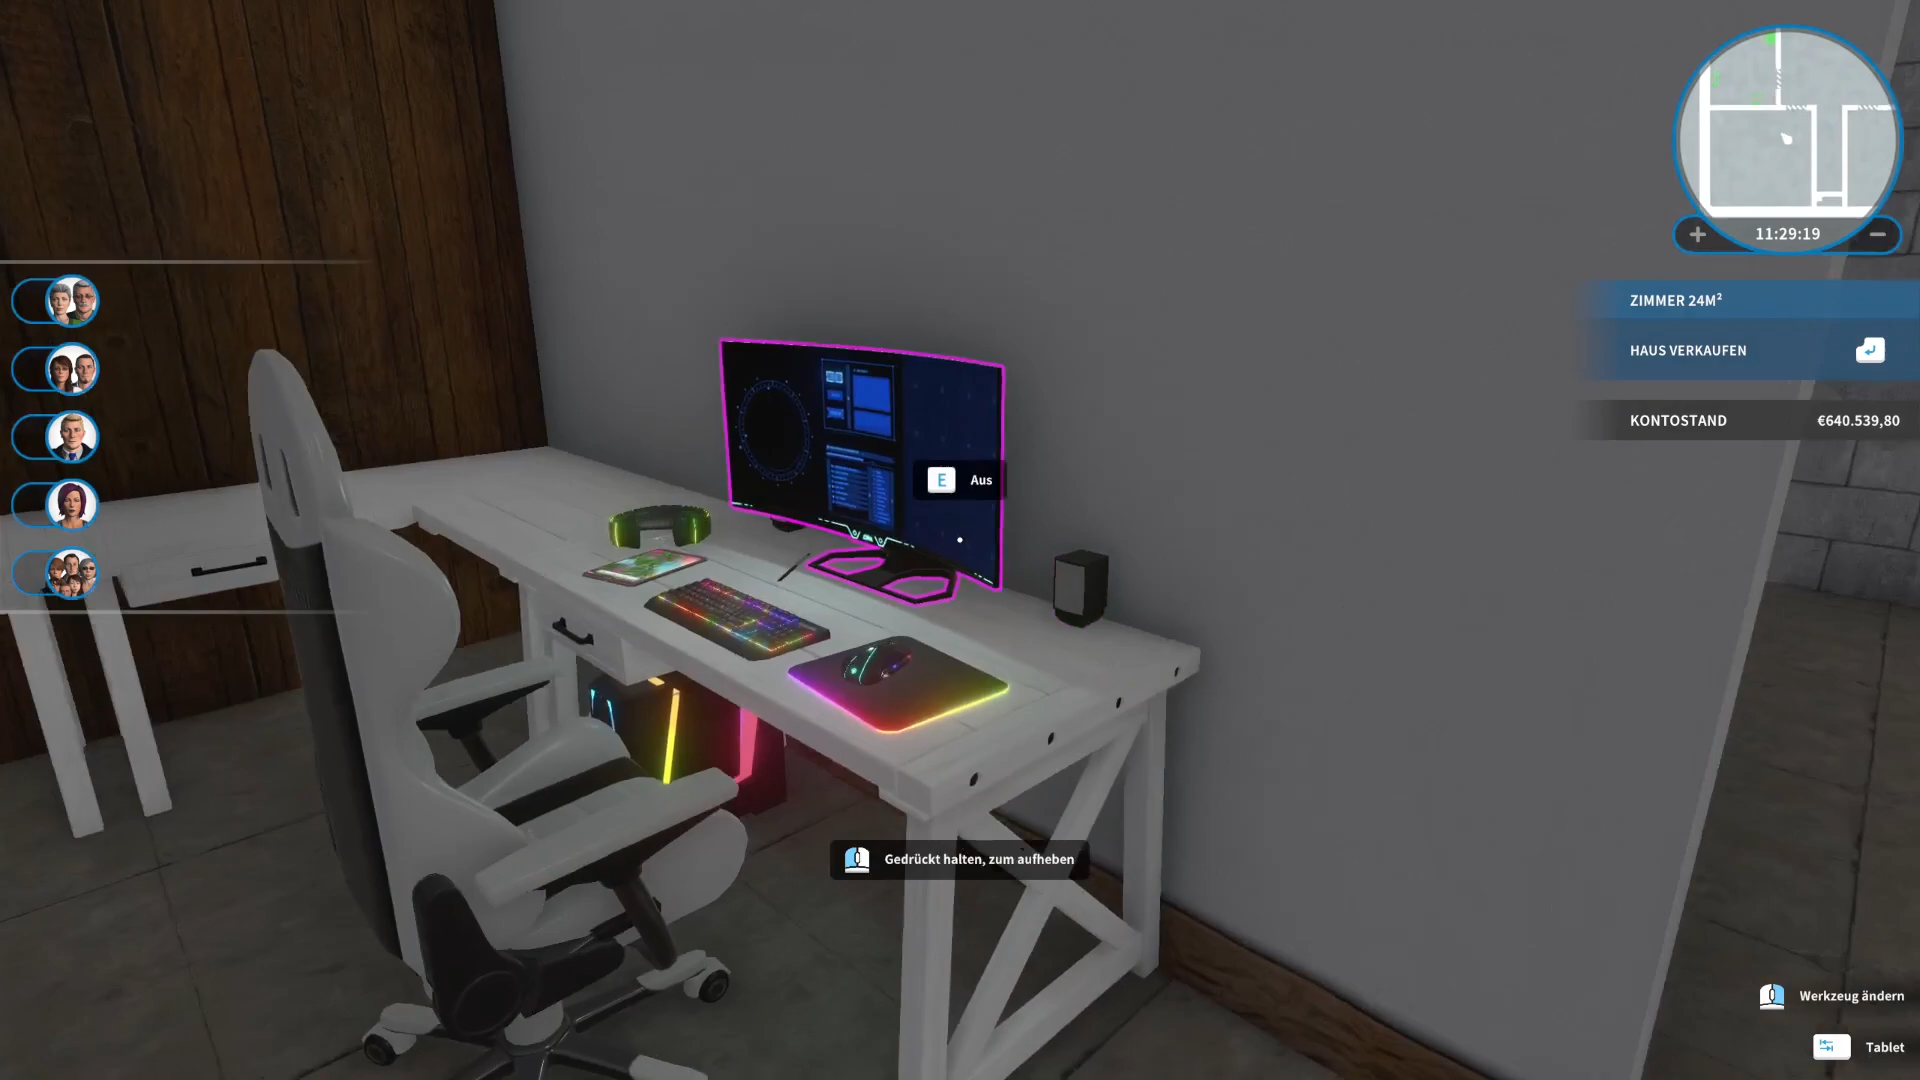 11:29:19
ZIMMER 24M²
HAUS VERKAUFEN
KONTOSTAND €640.539,80
E Aus
Gedrückt halten, zum aufheben
Werkzeug ändern
Tablet